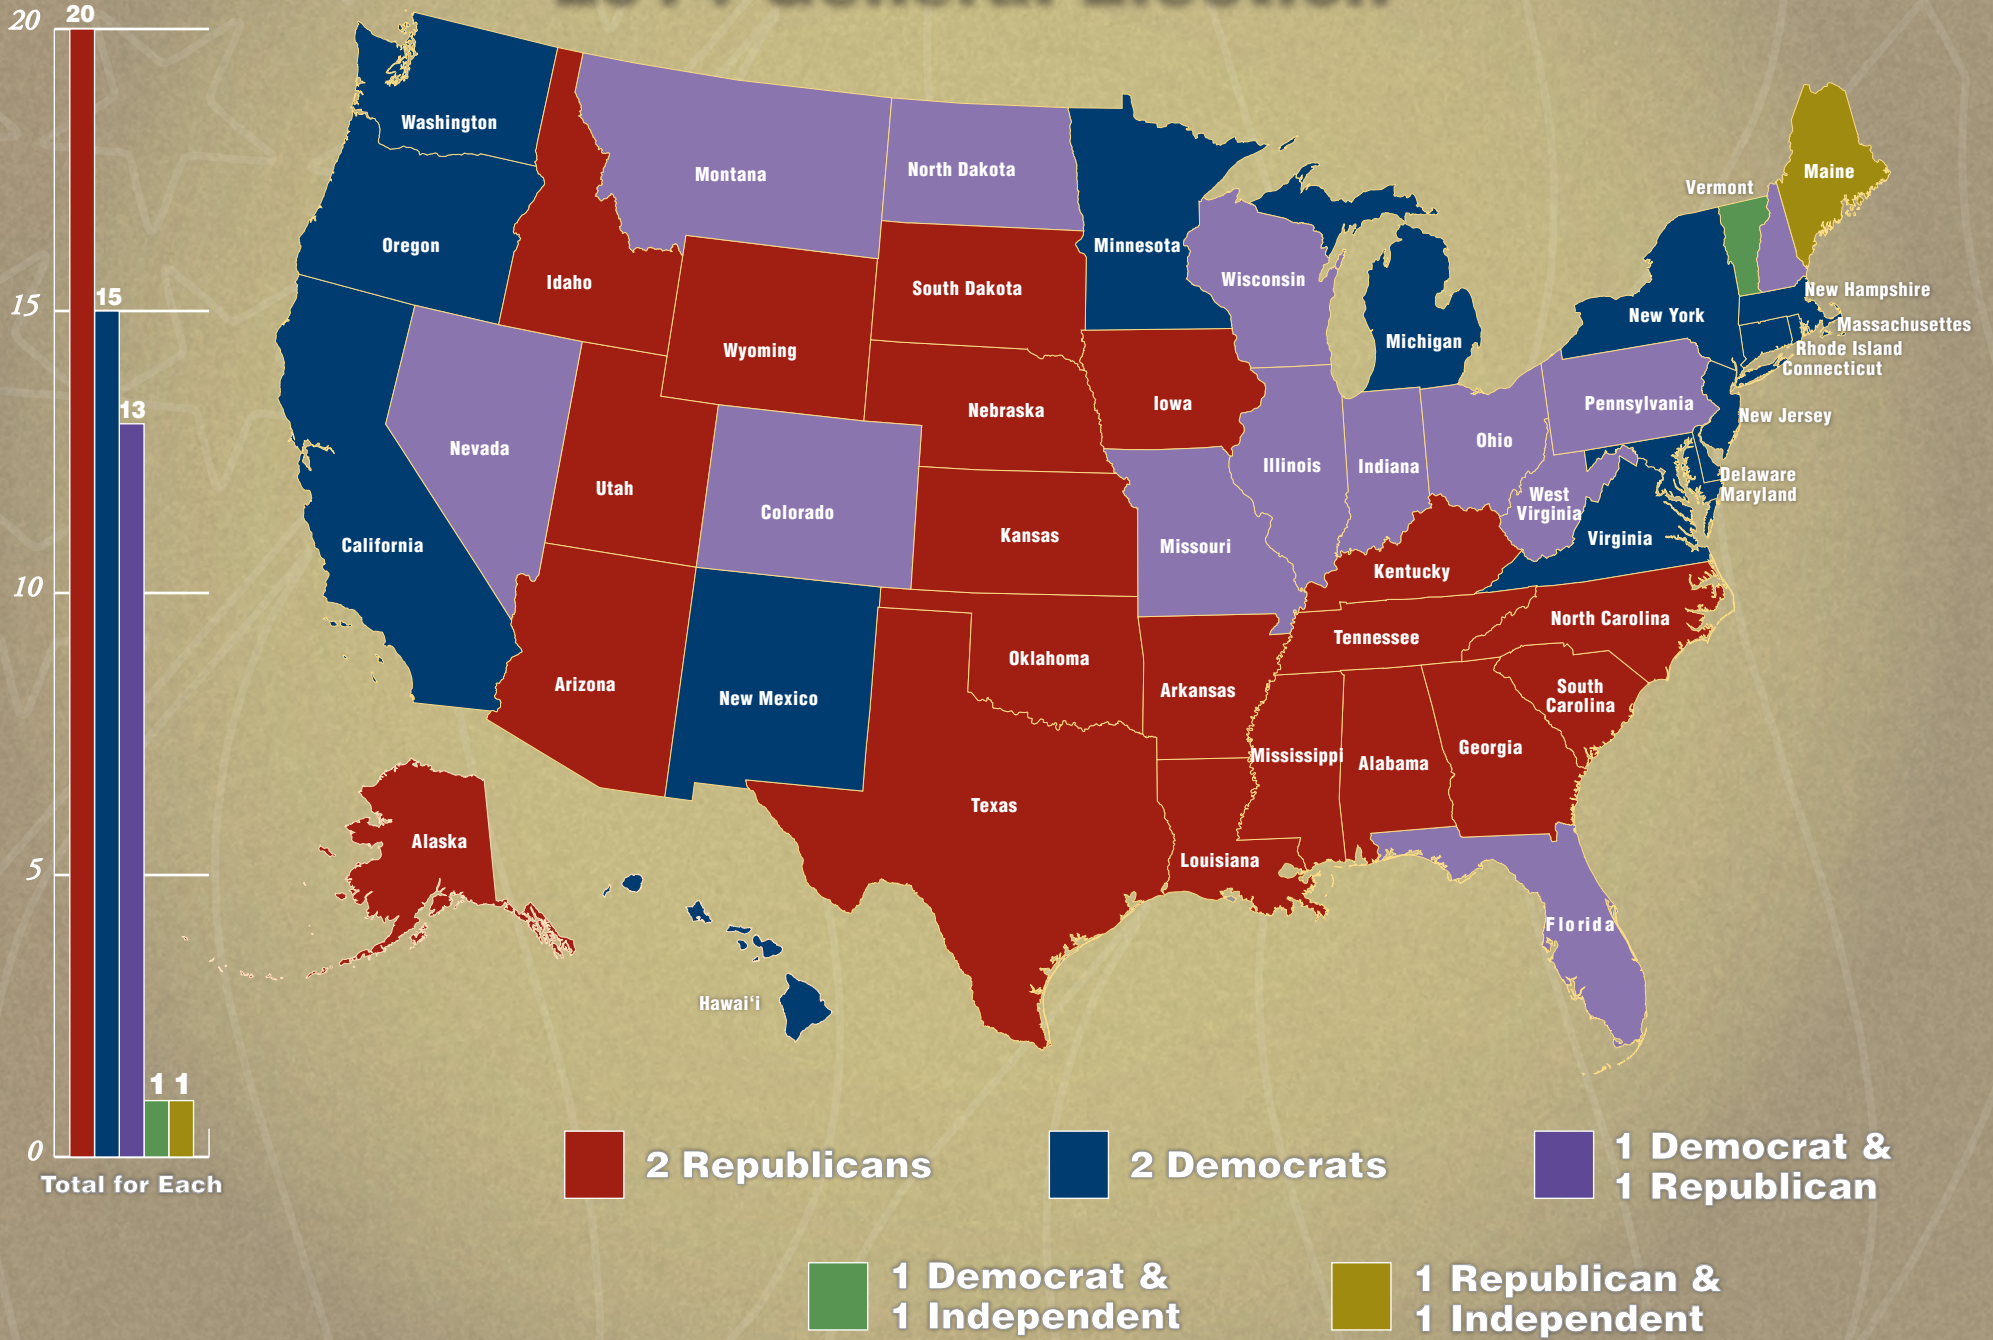 20
20
15
15
13
10
5
1 1
0
Total for Each
Washington
Oregon
California
Nevada
Idaho
Montana
Wyoming
Utah
Colorado
Arizona
New Mexico
North Dakota
South Dakota
Nebraska
Kansas
Oklahoma
Texas
Minnesota
Iowa
Missouri
Arkansas
Louisiana
Wisconsin
Illinois
Michigan
Indiana
Ohio
Kentucky
Tennessee
Mississippi
Alabama
Georgia
Florida
South
Carolina
North Carolina
Virginia
West
Virginia
Pennsylvania
New York
Vermont
Maine
New Hampshire
Massachusettes
Rhode Island
Connecticut
New Jersey
Delaware
Maryland
Alaska
Hawai‘i
2 Republicans
2 Democrats
1 Democrat &
1 Republican
1 Democrat &
1 Independent
1 Republican &
1 Independent